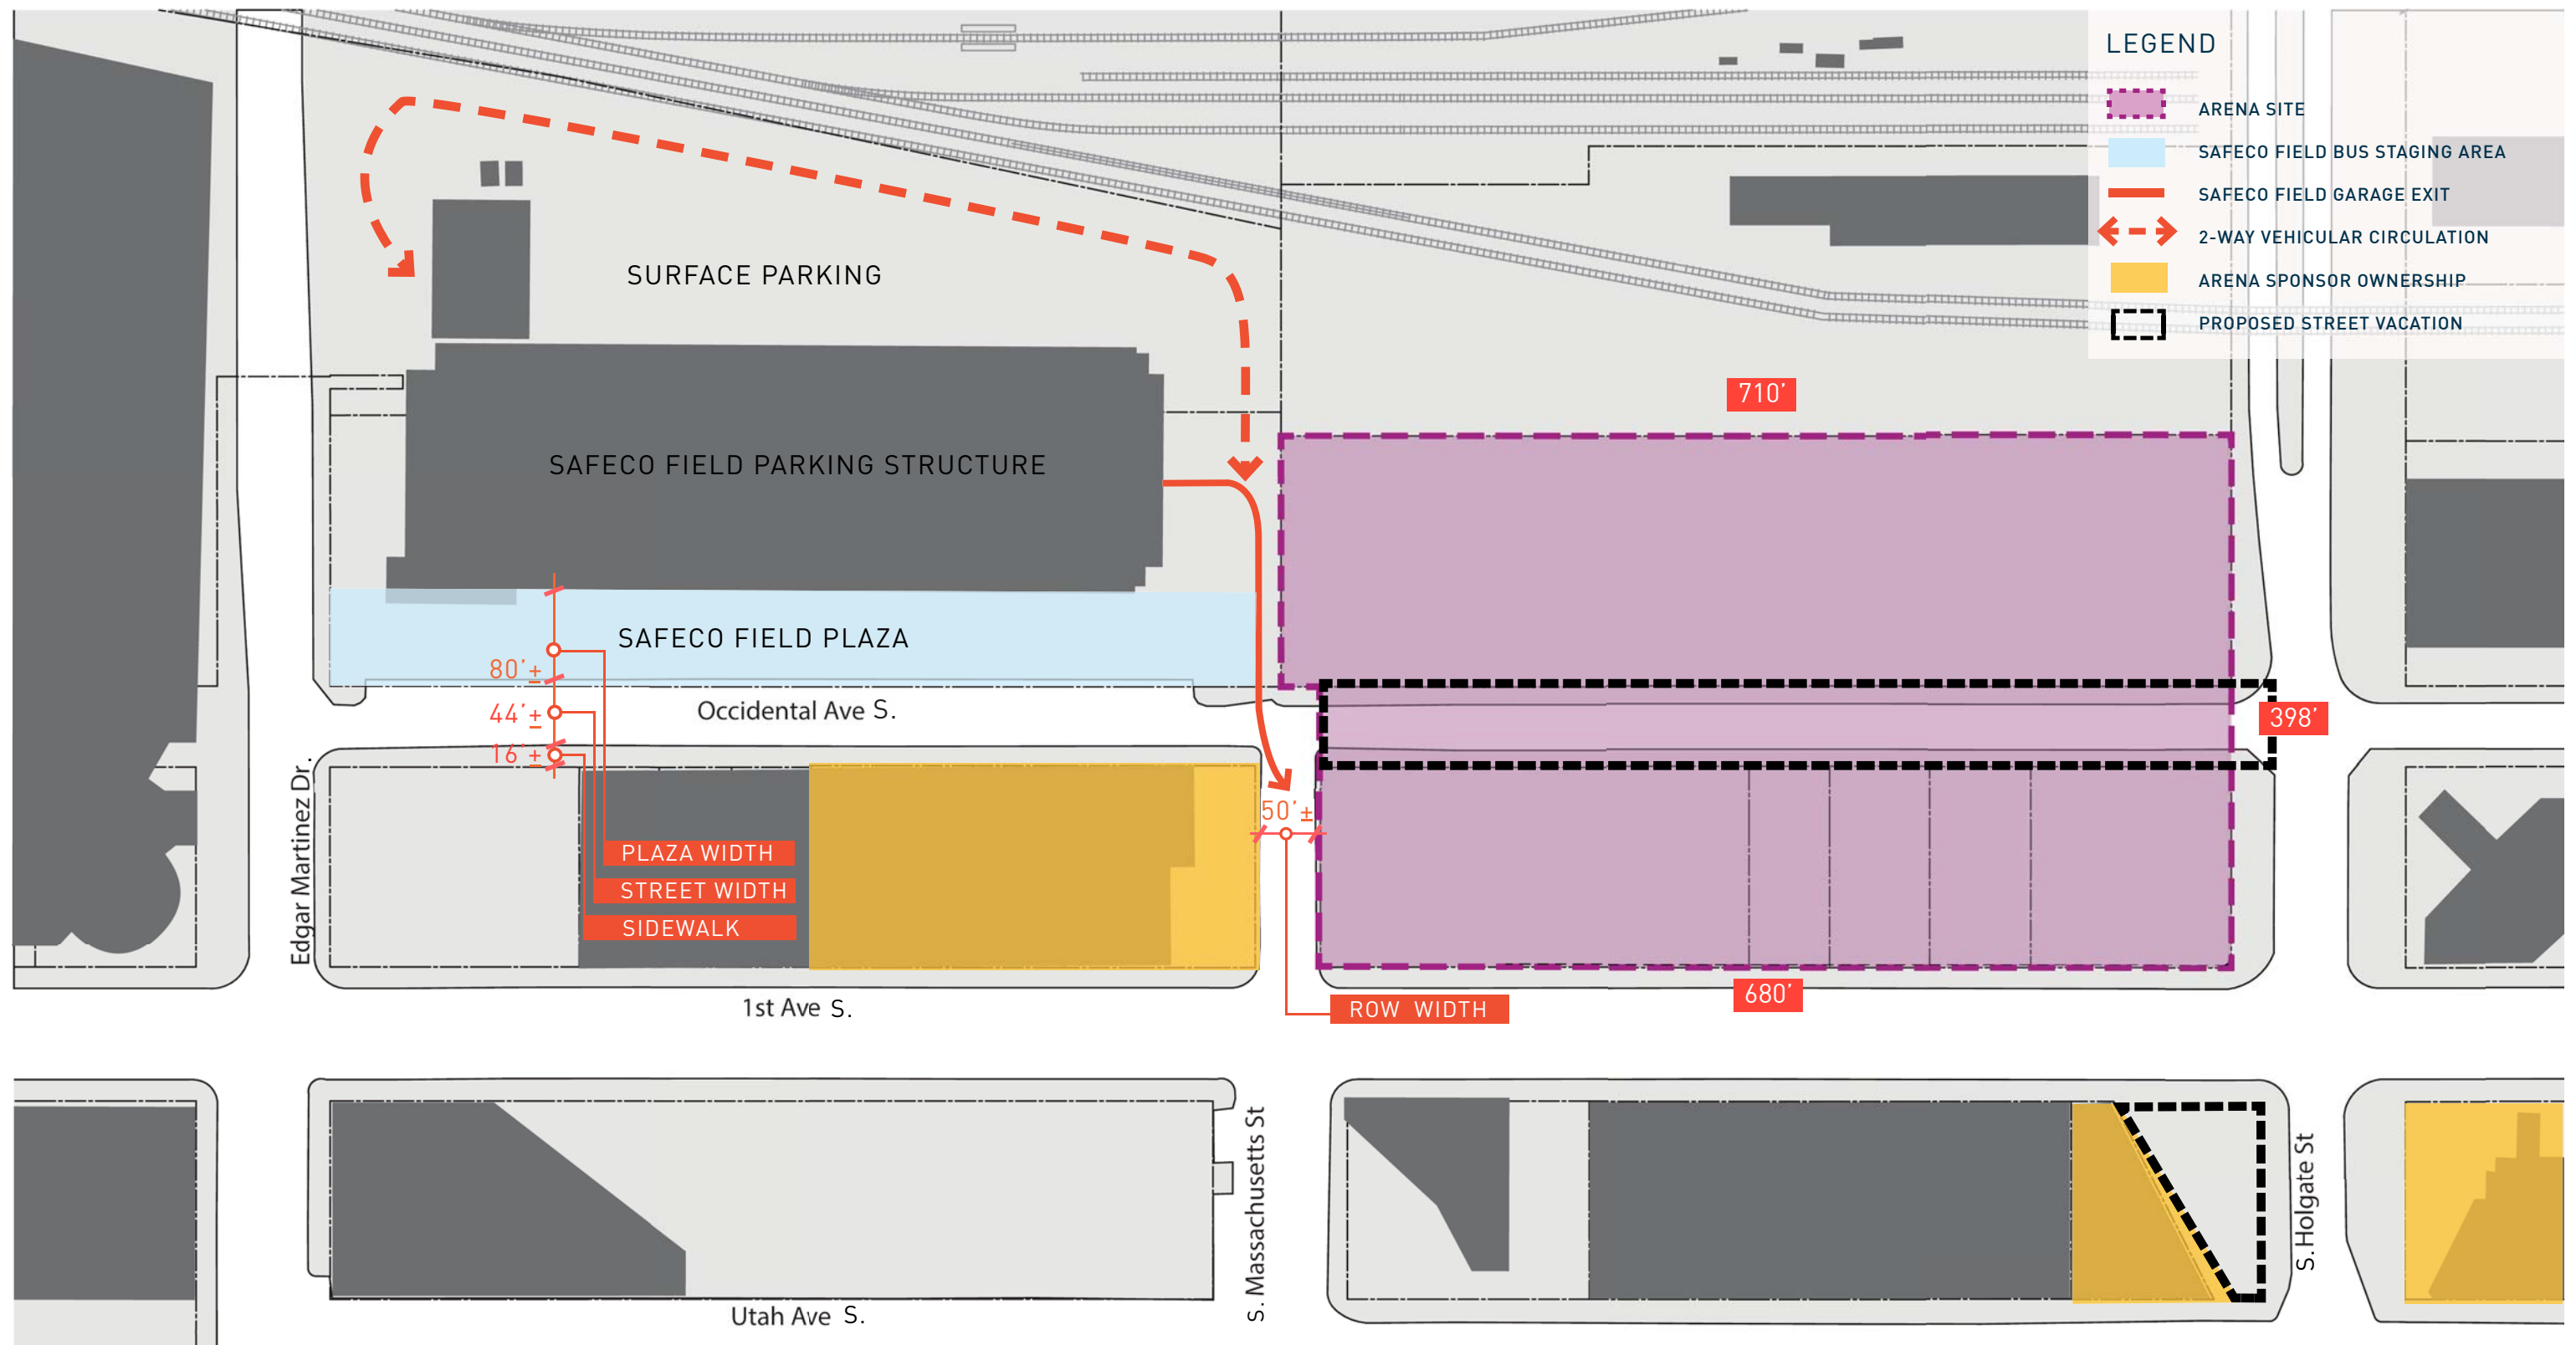 LEGEND
ARENA SITE
SAFECO FIELD BUS STAGING AREA
SAFECO FIELD GARAGE EXIT
2-WAY VEHICULAR CIRCULATION
ARENA SPONSOR OWNERSHIP
PROPOSED STREET VACATION
SURFACE PARKING
710'
SAFECO FIELD PARKING STRUCTURE
SAFECO FIELD PLAZA
80'±
44'±
16'±
Occidental Ave S.
398'
Edgar Martinez Dr.
50'±
PLAZA WIDTH
STREET WIDTH
SIDEWALK
680'
1st Ave S.
ROW WIDTH
S. Massachusetts St
S. Holgate St
Utah Ave S.